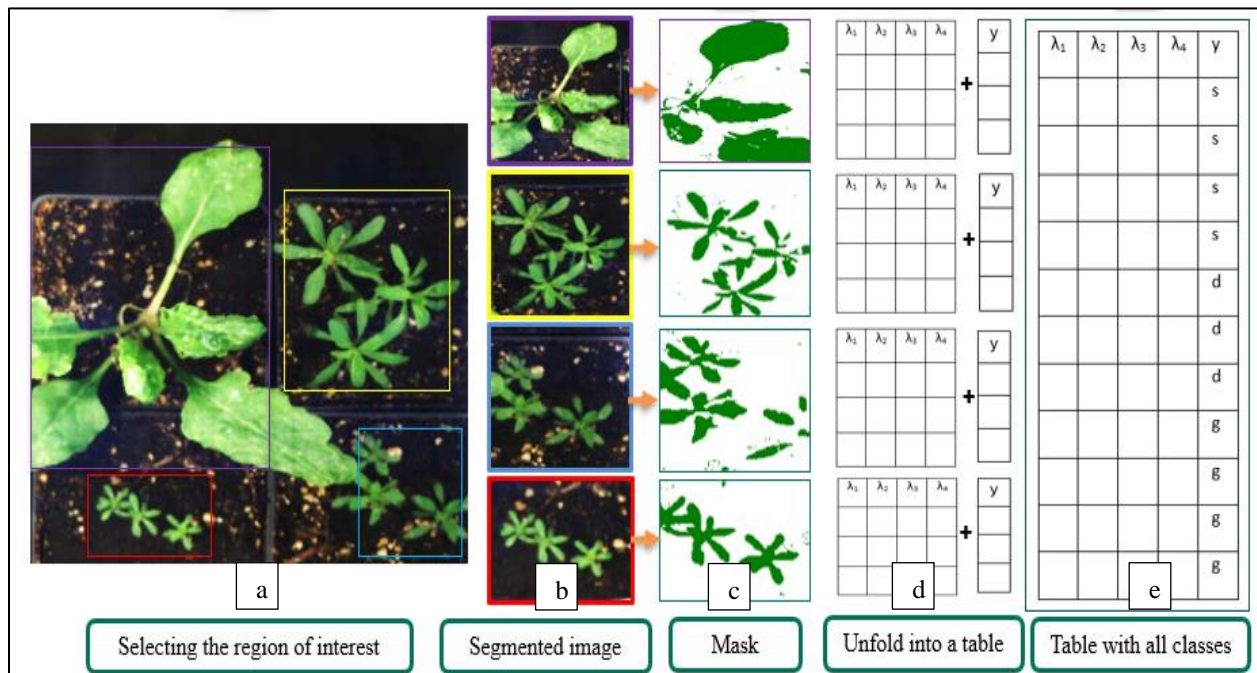 λ₁ λ₂ λ₃ λ₄ y
+
λ₁ λ₂ λ₃ λ₄ y
+
λ₁ λ₂ λ₃ λ₄ y
+
λ₁ λ₂ λ₃ λ₄ y
+
λ₁ λ₂ λ₃ λ₄ y
s
s
s
s
d
d
d
g
g
g
g
a b c d e
Selecting the region of interest Segmented image Mask Unfold into a table Table with all classes